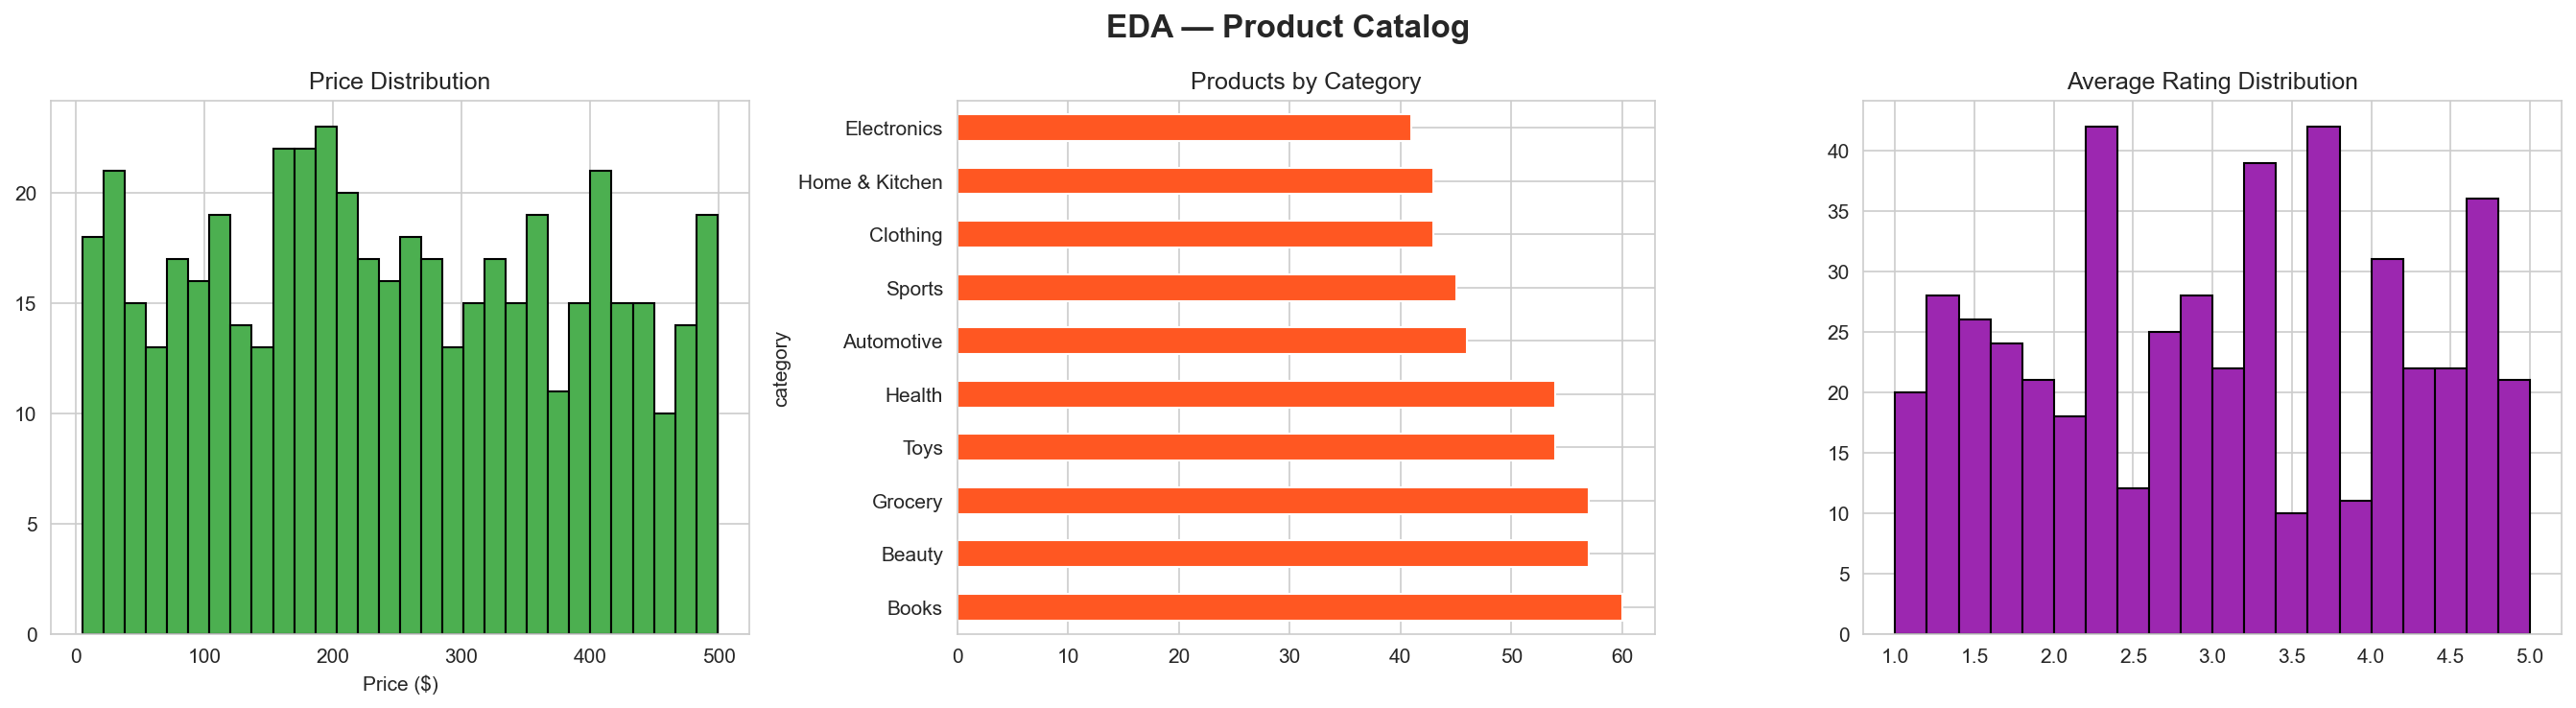 EDA — Product Catalog
Price Distribution
20
15
10
5
0
0 100 200 300 400 500
Price ($)
Products by Category
category
Electronics
Home & Kitchen
Clothing
Sports
Automotive
Health
Toys
Grocery
Beauty
Books
0 10 20 30 40 50 60
Average Rating Distribution
40
35
30
25
20
15
10
5
0
1.0 1.5 2.0 2.5 3.0 3.5 4.0 4.5 5.0